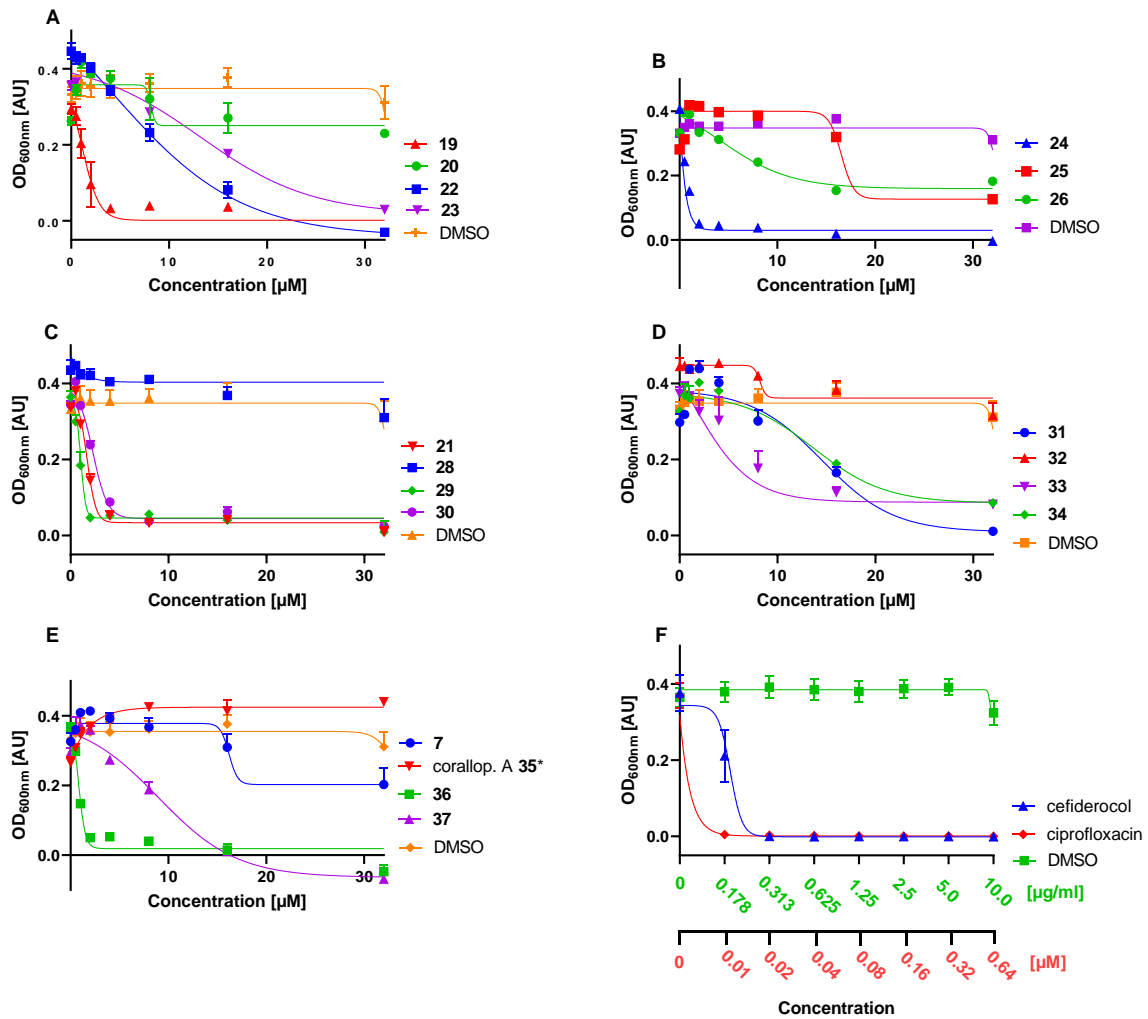 A
OD600nm [AU]
0.4
0.2
0.0
0
10
20
30
Concentration [µM]
19
20
22
23
DMSO
B
OD600nm [AU]
0.6
0.4
0.2
0.0
0
10
20
30
Concentration [µM]
24
25
26
DMSO
C
OD600nm [AU]
0.4
0.2
0.0
0
10
20
30
Concentration [µM]
21
28
29
30
DMSO
D
OD600nm [AU]
0.4
0.2
0.0
0
10
20
30
Concentration [µM]
31
32
33
34
DMSO
E
OD600nm [AU]
0.6
0.4
0.2
0.0
0
10
20
30
Concentration [µM]
7
corallop. A 35*
36
37
DMSO
F
OD600nm [AU]
0.4
0.2
0.0
cefiderocol
ciprofloxacin
DMSO
0 0.178 0.313 0.625 1.25 2.5 5.0 10.0 [µg/ml]
0 0.01 0.02 0.04 0.08 0.16 0.32 0.64 [µM]
Concentration